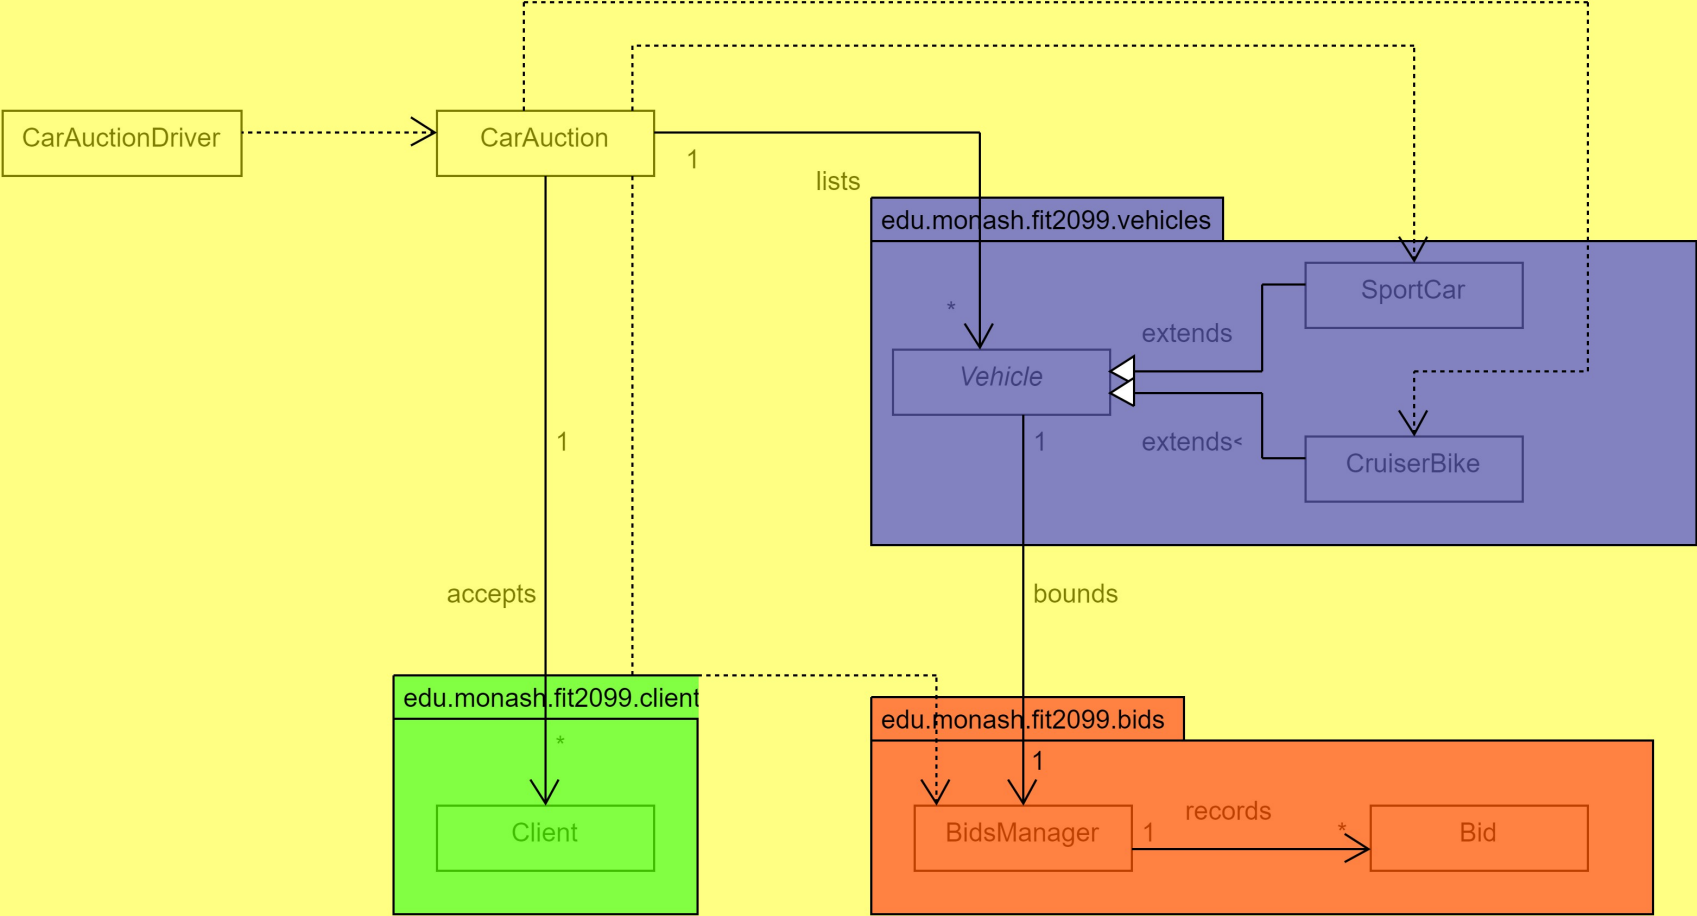 CarAuctionDriver
CarAuction
1
lists
edu.monash.fit2099.vehicles
SportCar
*
extends
Vehicle
1
extends<
CruiserBike
1
accepts
bounds
edu.monash.fit2099.client
edu.monash.fit2099.bids
*
1
records
Client
BidsManager
1
*
Bid